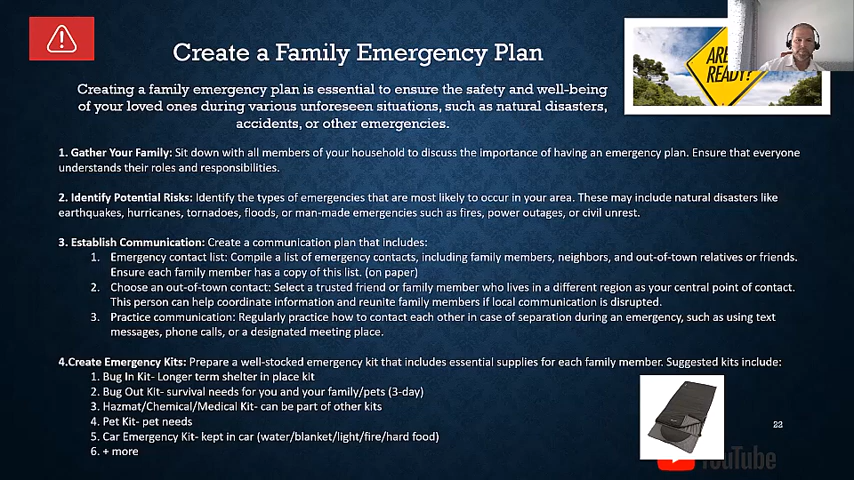 Create a Family Emergency Plan
ARE
READY?
Creating a family emergency plan is essential to ensure the safety and well-being
of your loved ones during various unforeseen situations, such as natural disasters,
accidents, or other emergencies.
1. Gather Your Family: Sit down with all members of your household to discuss the importance of having an emergency plan. Ensure that everyone
understands their roles and responsibilities.
2. Identify Potential Risks: Identify the types of emergencies that are most likely to occur in your area. These may include natural disasters like
earthquakes, hurricanes, tornadoes, floods, or man-made emergencies such as fires, power outages, or civil unrest.
3. Establish Communication: Create a communication plan that includes:
1. Emergency contact list: Compile a list of emergency contacts, including family members, neighbors, and out-of-town relatives or friends.
Ensure each family member has a copy of this list. (on paper)
2. Choose an out-of-town contact: Select a trusted friend or family member who lives in a different region as your central point of contact.
This person can help coordinate information and reunite family members if local communication is disrupted.
3. Practice communication: Regularly practice how to contact each other in case of separation during an emergency, such as using text
messages, phone calls, or a designated meeting place.
4.Create Emergency Kits: Prepare a well-stocked emergency kit that includes essential supplies for each family member. Suggested kits include:
1. Bug In Kit- Longer term shelter in place kit
2. Bug Out Kit- survival needs for you and your family/pets (3-day)
3. Hazmat/Chemical/Medical Kit- can be part of other kits
4. Pet Kit- pet needs
5. Car Emergency Kit- kept in car (water/blanket/light/fire/hard food)
6. + more
22
YouTube